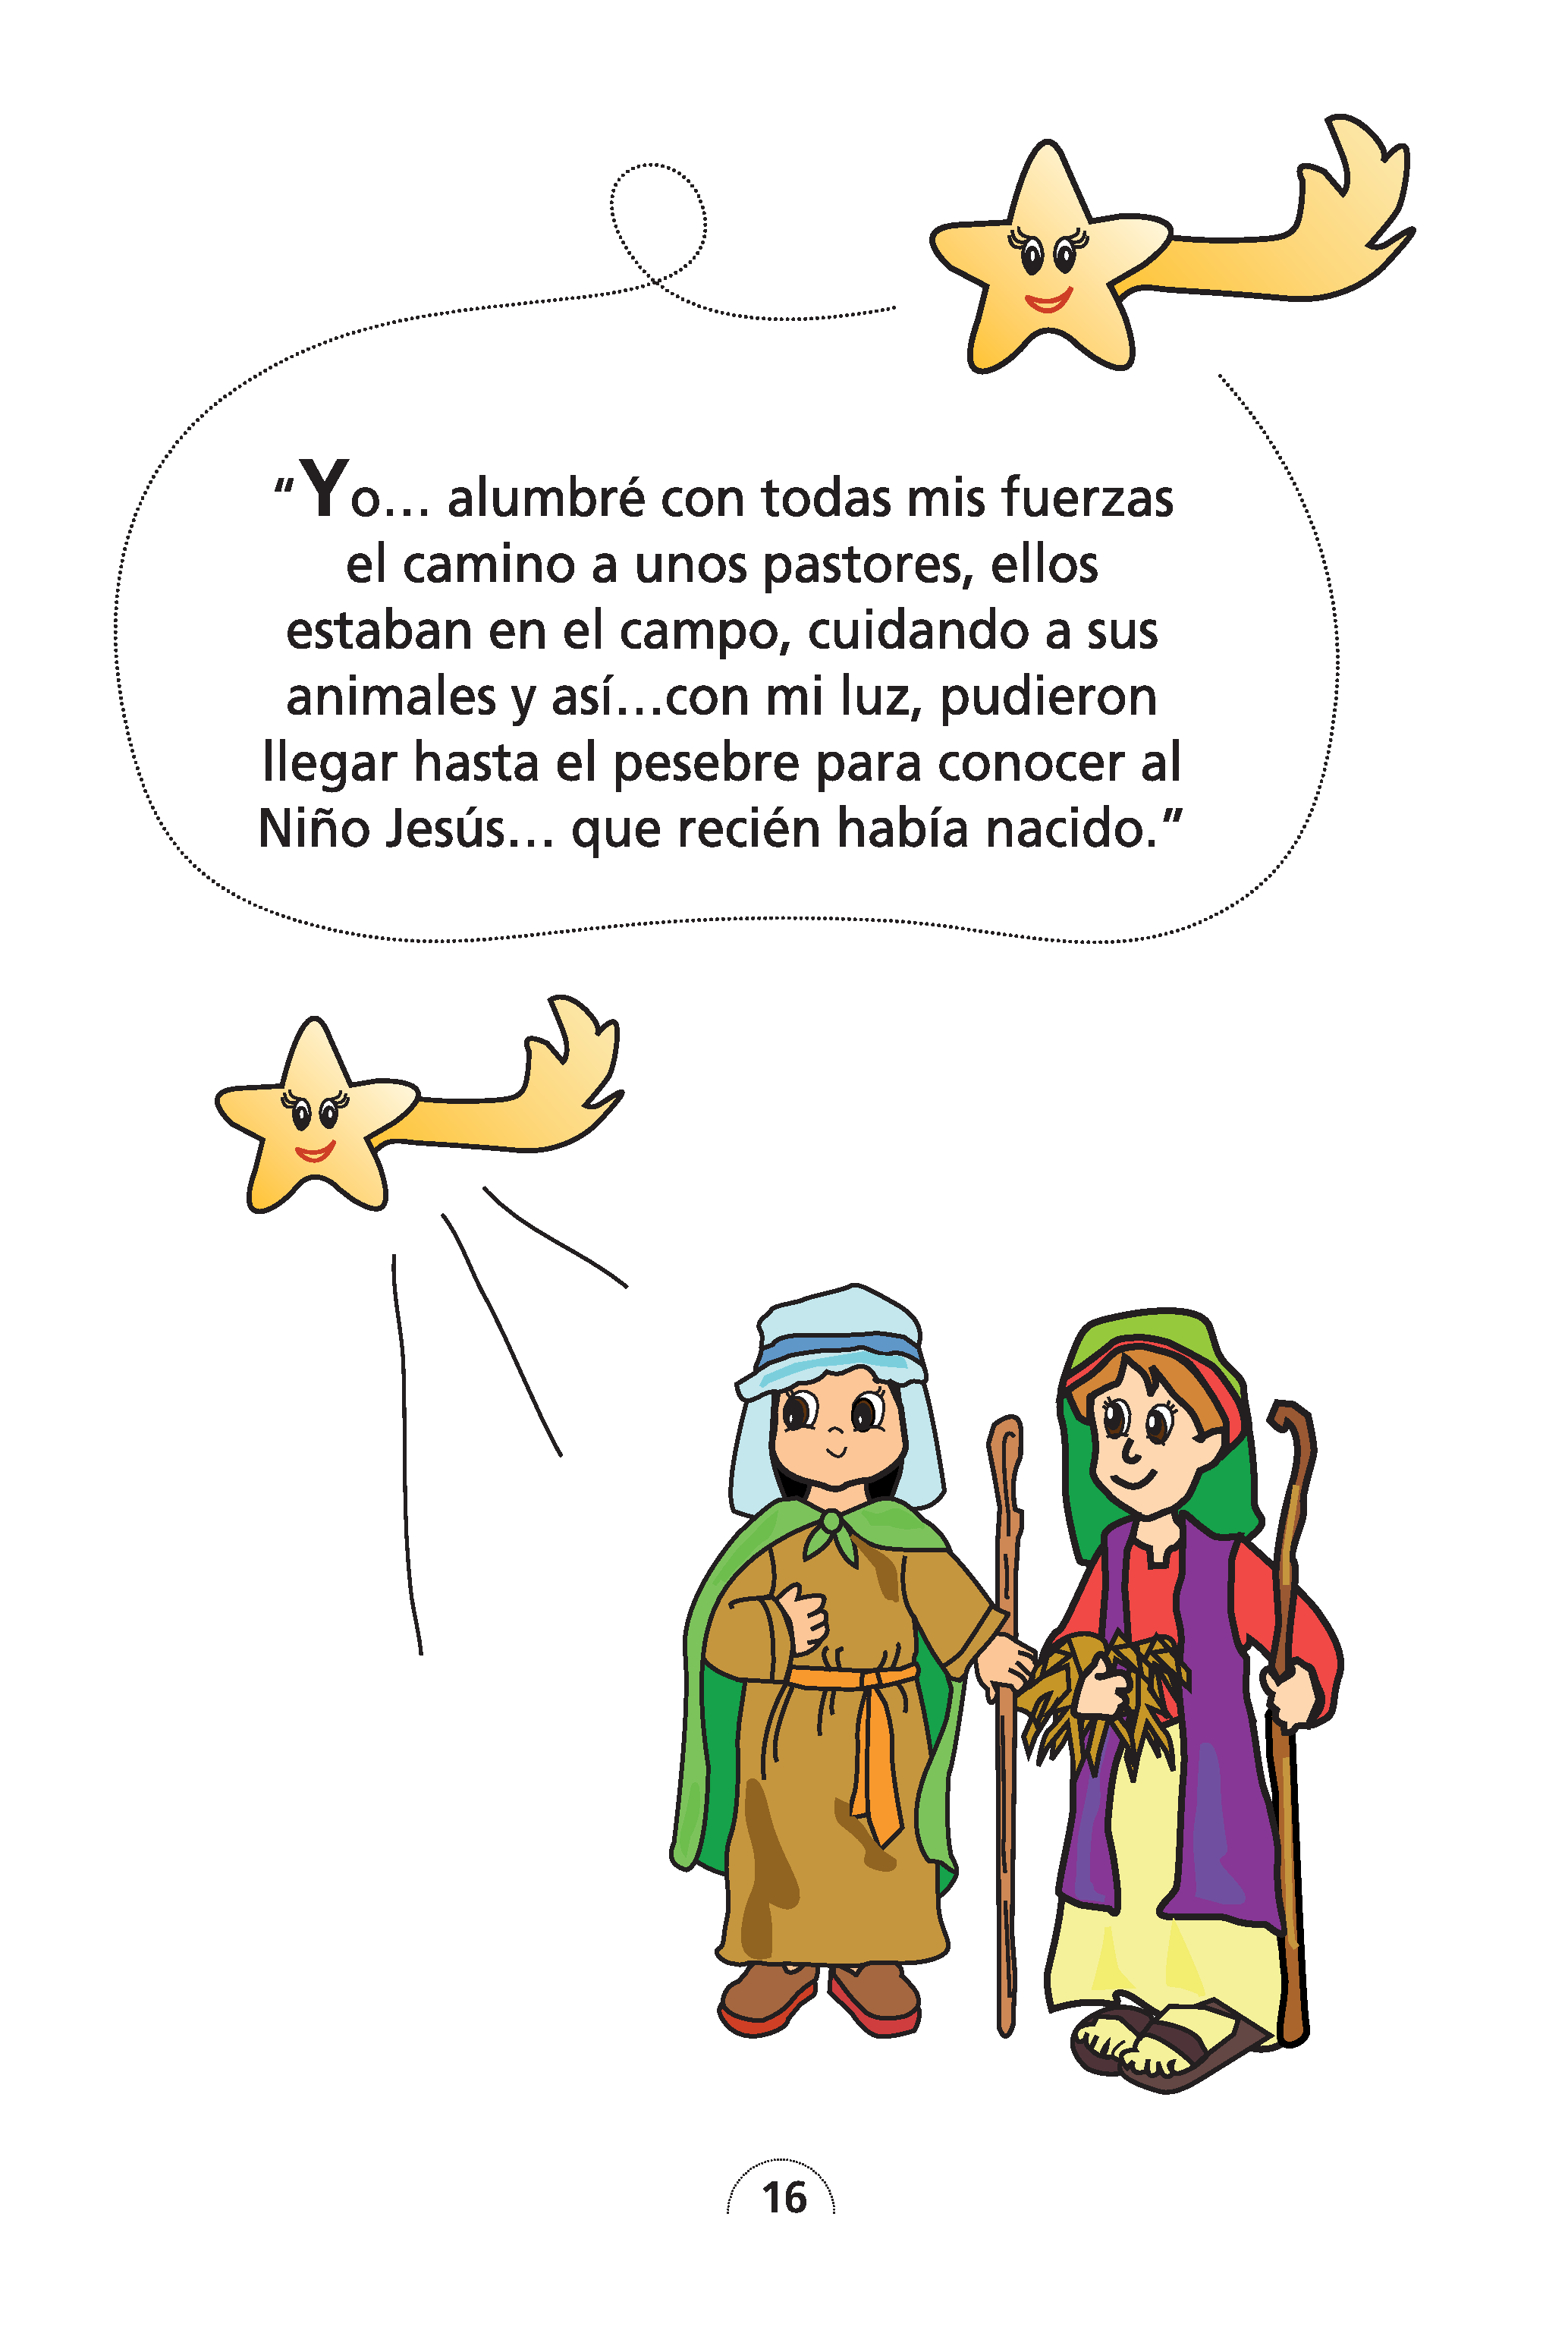 “Yo... alumbré con todas mis fuerzas
el camino a unos pastores, ellos
estaban en el campo, cuidando a sus
animales y así...con mi luz, pudieron
llegar hasta el pesebre para conocer al
Niño Jesús... que recién había nacido.”
16